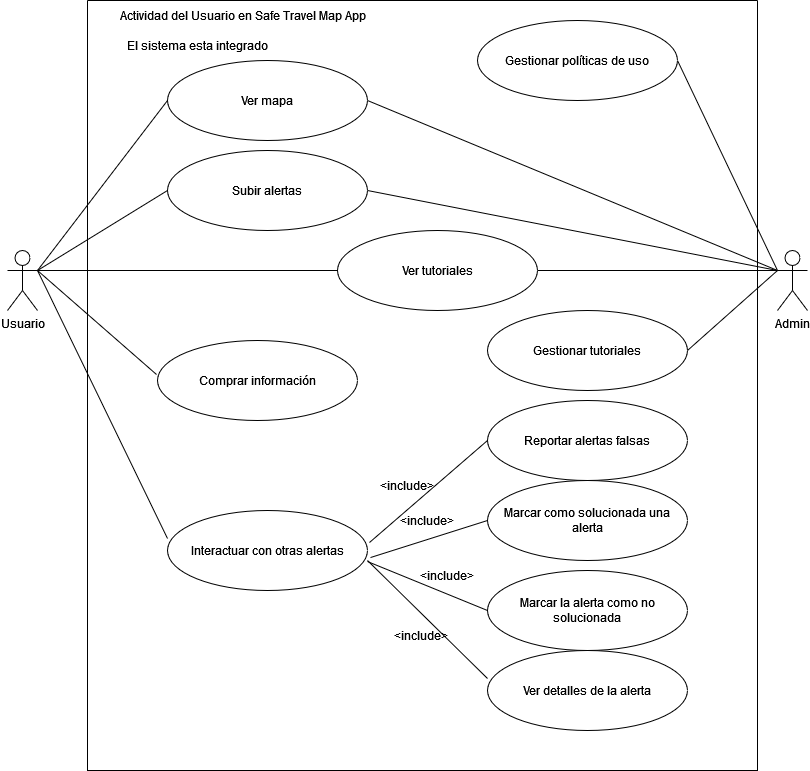 Actividad del Usuario en Safe Travel Map App
El sistema esta integrado
Gestionar políticas de uso
Ver mapa
Subir alertas
Ver tutoriales
Usuario
Admin
Gestionar tutoriales
Comprar información
Reportar alertas falsas
<include>
Marcar como solucionada una
alerta
<include>
Interactuar con otras alertas
<include>
Marcar la alerta como no
solucionada
<include>
Ver detalles de la alerta